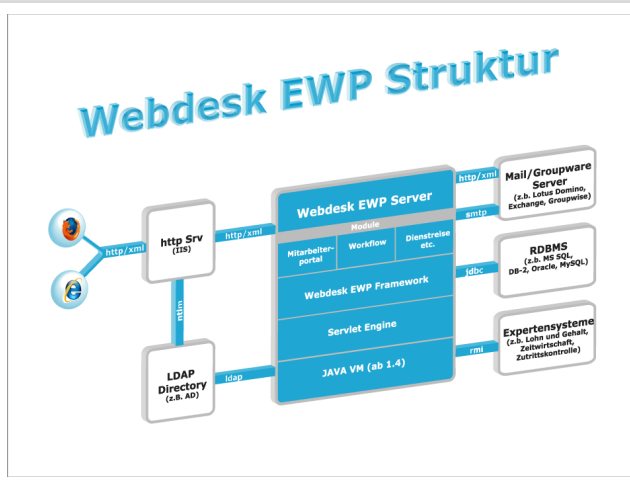 Webdesk EWP Struktur
http/xml
http Srv
(IIS)
http/xml
ntlm
LDAP
Directory
(z.B. AD)
ldap
Webdesk EWP Server
Module
Mitarbeiter-
portal
Workflow
Dienstreise
etc.
Webdesk EWP Framework
Servlet Engine
JAVA VM (ab 1.4)
http/xml
smtp
Mail/Groupware
Server
(z.b. Lotus Domino,
Exchange, Groupwise)
jdbc
RDBMS
(z.b. MS SQL,
DB-2, Oracle, MySQL)
rmi
Expertensysteme
(z.b. Lohn und Gehalt,
Zeitwirtschaft,
Zutrittskontrolle)